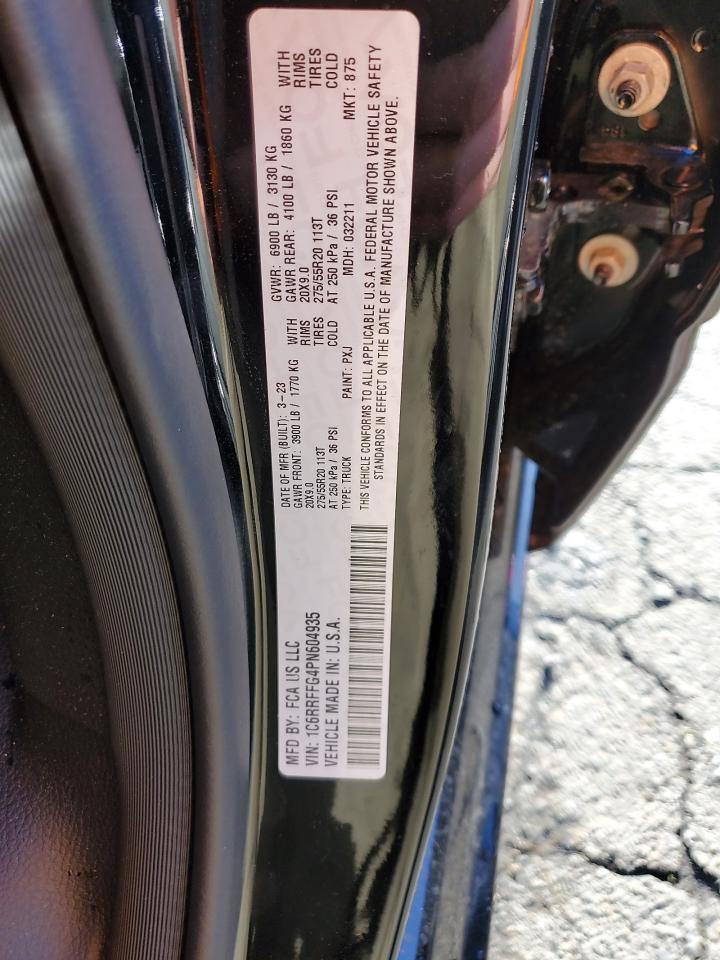 MFD BY: FCA US LLC
VIN: 1C6RRFFG4PN604935
VEHICLE MADE IN: U.S.A.
DATE OF MFR (BUILT): 3-23
GVWR: 6900 LB / 3130 KG
GAWR FRONT: 3900 LB / 1770 KG WITH
GAWR REAR: 4100 LB / 1860 KG WITH
20X9.0 RIMS
20X9.0 RIMS
275/55R20 113T TIRES
275/55R20 113T TIRES
AT 250 kPa / 36 PSI COLD
AT 250 kPa / 36 PSI COLD
TYPE: TRUCK PAINT: PXJ MDH: 032211 MKT: 875
THIS VEHICLE CONFORMS TO ALL APPLICABLE U.S.A. FEDERAL MOTOR VEHICLE SAFETY
STANDARDS IN EFFECT ON THE DATE OF MANUFACTURE SHOWN ABOVE.